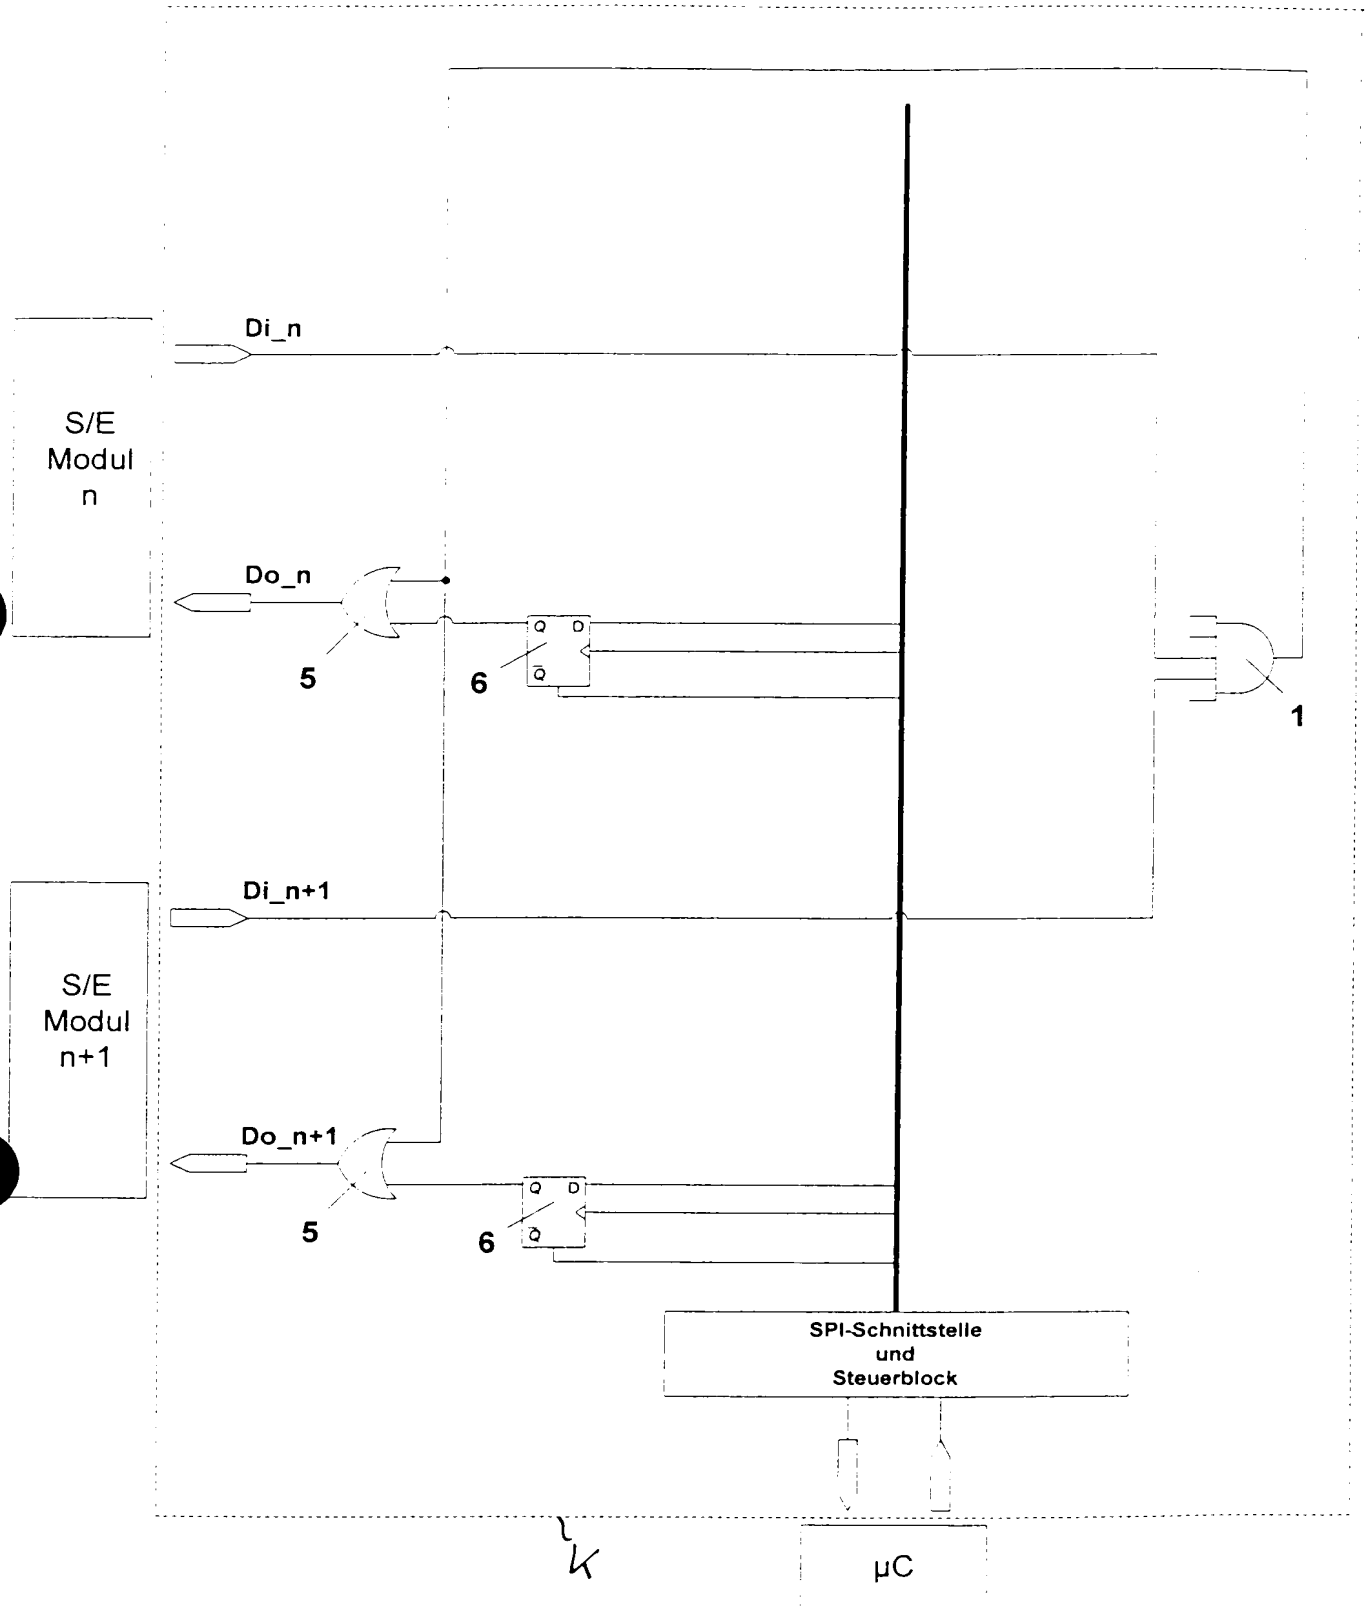 Di_n
S/E
Modul
n
Do_n
5
Q D
Q̅
6
1
Di_n+1
S/E
Modul
n+1
Do_n+1
5
Q D
Q̅
6
SPI-Schnittstelle
und
Steuerblock
K
µC